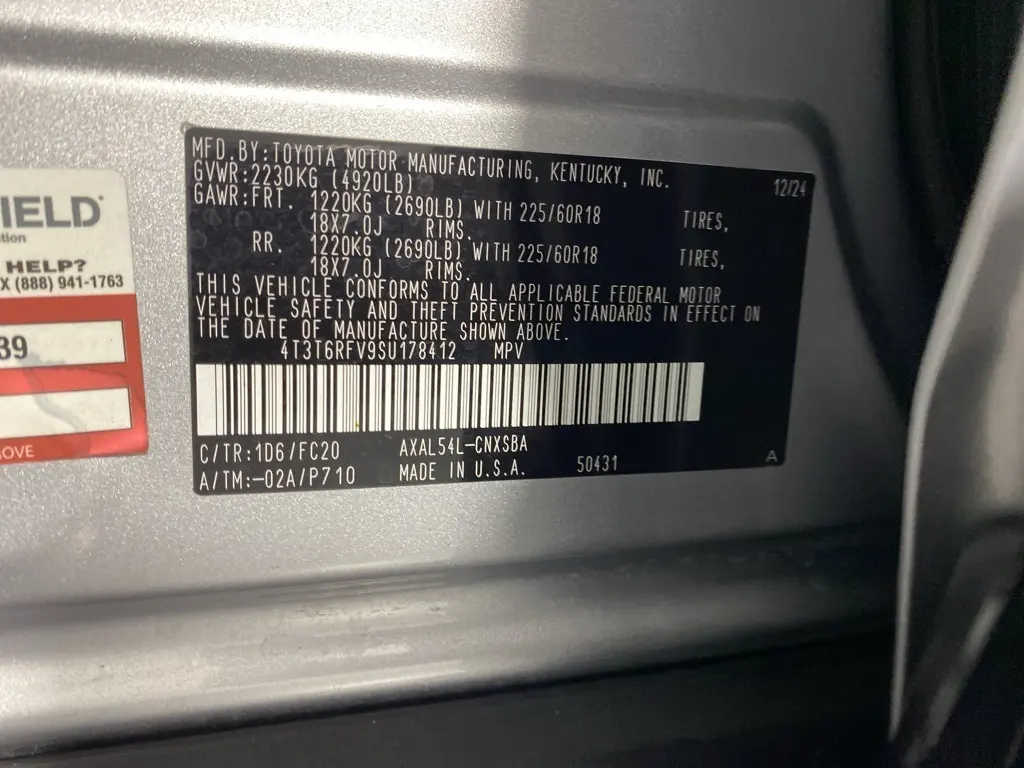 MFD.BY:TOYOTA MOTOR MANUFACTURING, KENTUCKY, INC. 12/24
GVWR:2230KG (4920LB)
GAWR:FRT. 1220KG (2690LB) WITH 225/60R18 TIRES,
18X7.0J RIMS.
RR. 1220KG (2690LB) WITH 225/60R18 TIRES,
18X7.0J RIMS.
THIS VEHICLE CONFORMS TO ALL APPLICABLE FEDERAL MOTOR
VEHICLE SAFETY AND THEFT PREVENTION STANDARDS IN EFFECT ON
THE DATE OF MANUFACTURE SHOWN ABOVE.
4T3T6RFV9SU178412 MPV
C/TR:1D6/FC20 AXAL54L-CNXSBA
A/TM:-02A/P710 MADE IN U.S.A. 50431 A
IELD
tion
HELP?
X (888) 941-1763
39
OVE